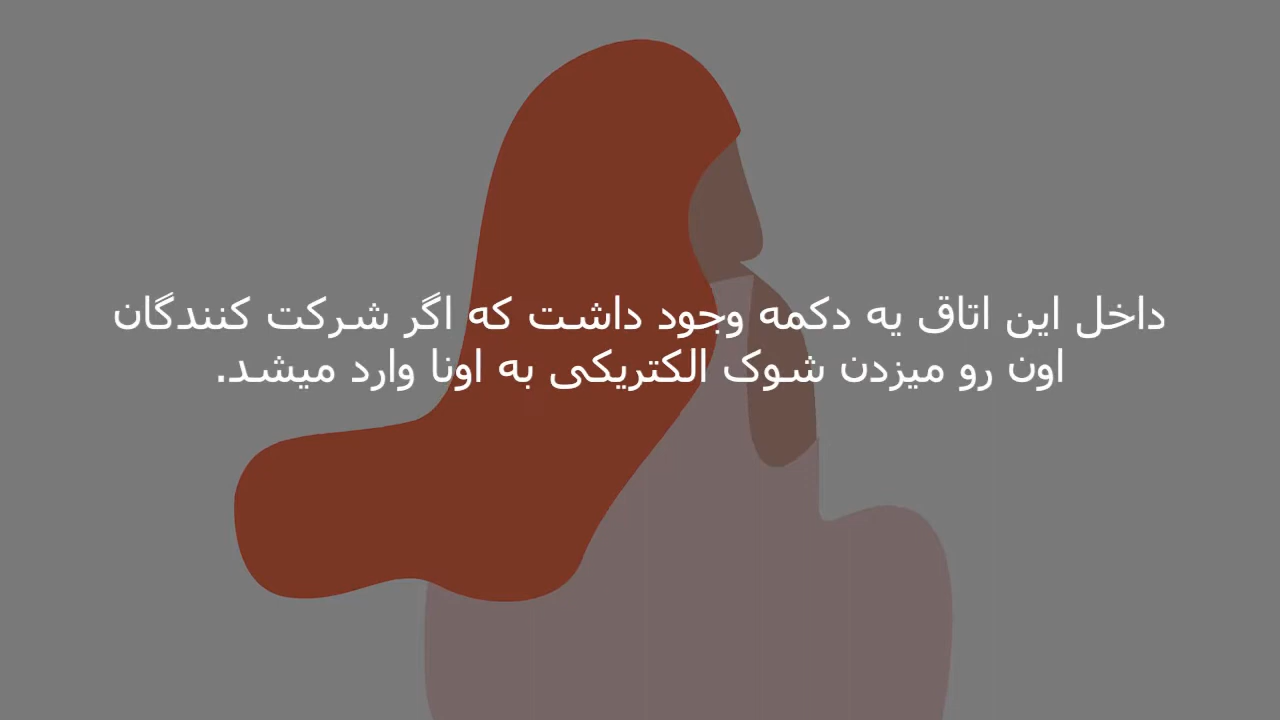 داخل این اتاق یه دکمه وجود داشت که اگر شرکت کنندگان
اون رو میزدن شوک الکتریکی به اونا وارد میشد.